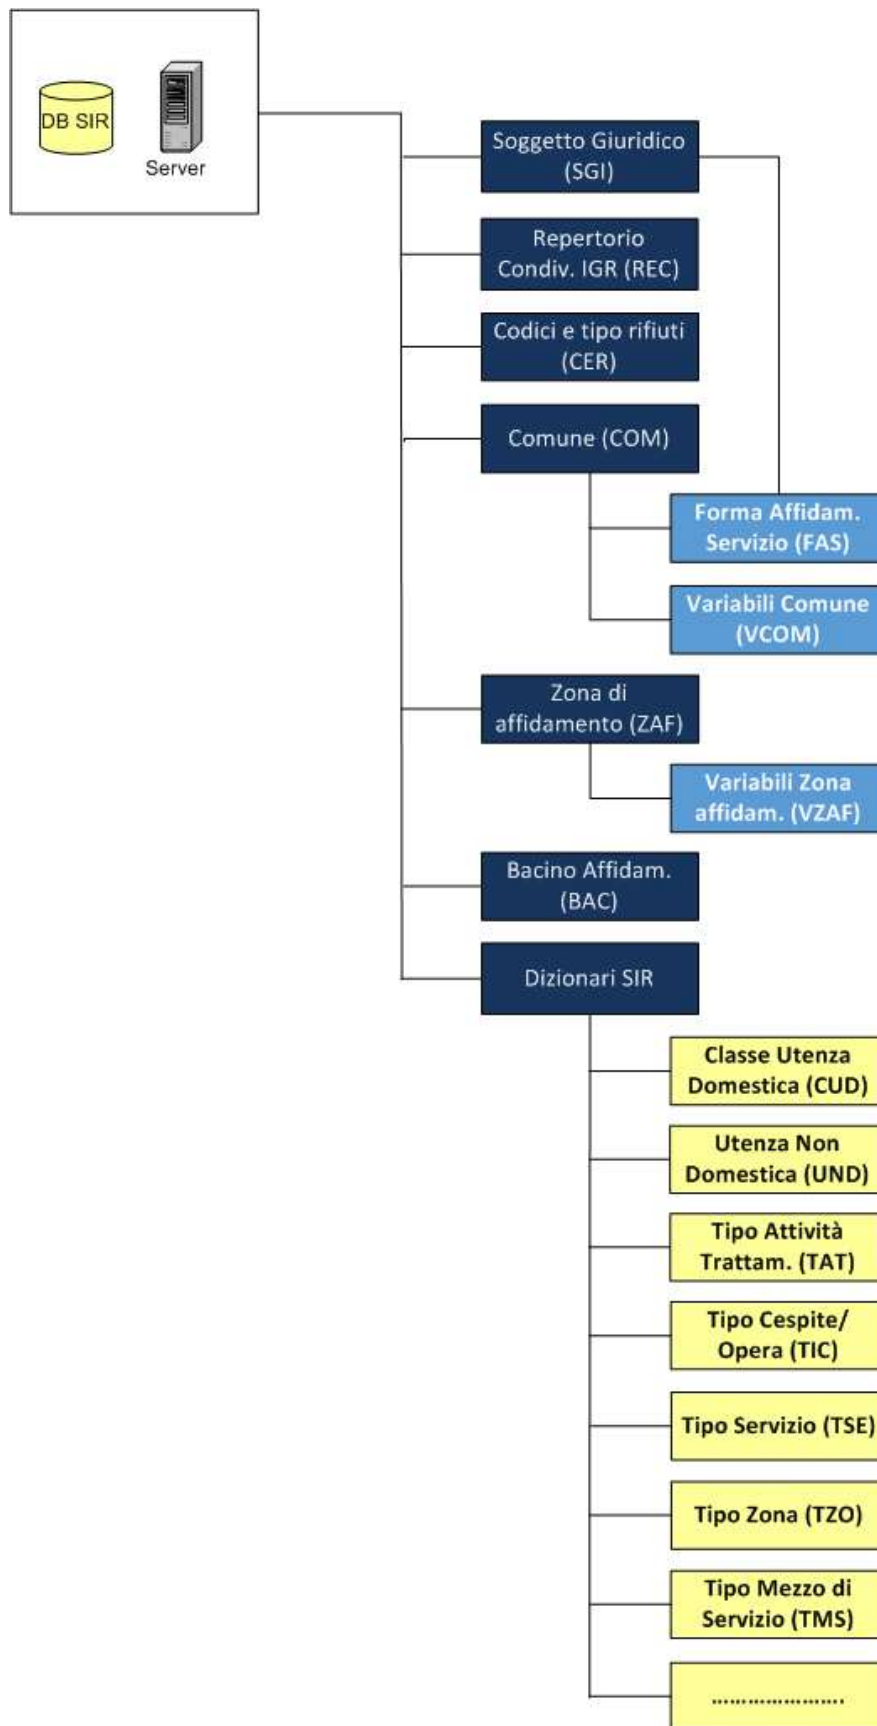 DB SIR
Server
Soggetto Giuridico
(SGI)
Repertorio
Condiv. IGR (REC)
Codici e tipo rifiuti
(CER)
Comune (COM)
Forma Affidam.
Servizio (FAS)
Variabili Comune
(VCOM)
Zona di
affidamento (ZAF)
Variabili Zona
affidam. (VZAF)
Bacino Affidam.
(BAC)
Dizionari SIR
Classe Utenza
Domestica (CUD)
Utenza Non
Domestica (UND)
Tipo Attività
Trattam. (TAT)
Tipo Cespite/
Opera (TIC)
Tipo Servizio (TSE)
Tipo Zona (TZO)
Tipo Mezzo di
Servizio (TMS)
………………….